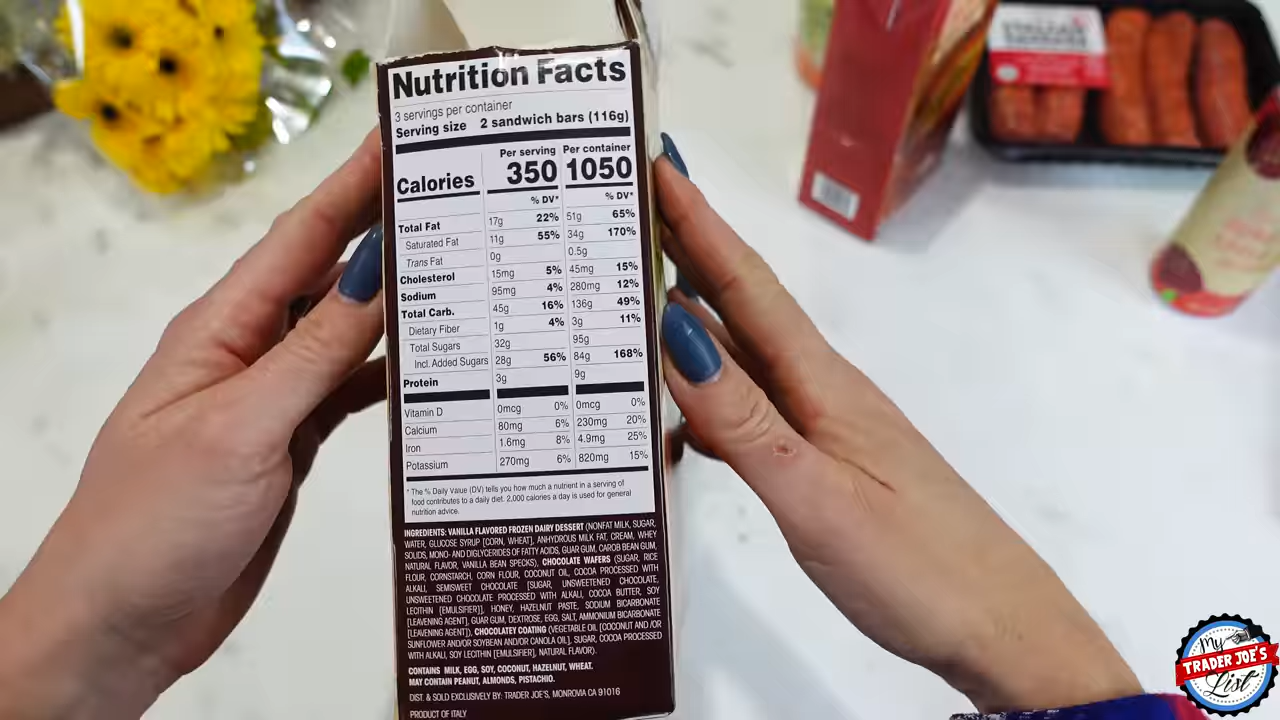 Nutrition Facts
3 servings per container
Serving size 2 sandwich bars (116g)
Per serving Per container
Calories 350 1050
% DV* % DV*
Total Fat 17g 22% 51g 65%
Saturated Fat 11g 55% 34g 170%
Trans Fat 0g 0.5g
Cholesterol 15mg 5% 45mg 15%
Sodium 95mg 4% 280mg 12%
Total Carb. 45g 16% 136g 49%
Dietary Fiber 1g 4% 3g 11%
Total Sugars 32g 95g
Incl. Added Sugars 28g 56% 84g 168%
Protein 3g 9g
Vitamin D 0mcg 0% 0mcg 0%
Calcium 80mg 6% 230mg 20%
Iron 1.6mg 8% 4.9mg 25%
Potassium 270mg 6% 820mg 15%
* The % Daily Value (DV) tells you how much a nutrient in a serving of
food contributes to a daily diet. 2,000 calories a day is used for general
nutrition advice.
INGREDIENTS: VANILLA FLAVORED FROZEN DAIRY DESSERT (NONFAT MILK, SUGAR,
WATER, GLUCOSE SYRUP [CORN, WHEAT], ANHYDROUS MILK FAT, CREAM, WHEY
SOLIDS, MONO- AND DIGLYCERIDES OF FATTY ACIDS, GUAR GUM, CAROB BEAN GUM,
NATURAL FLAVOR, VANILLA BEAN SPECKS), CHOCOLATE WAFERS (SUGAR, RICE
FLOUR, CORNSTARCH, CORN FLOUR, COCONUT OIL, COCOA PROCESSED WITH
ALKALI, SEMISWEET CHOCOLATE [SUGAR, UNSWEETENED CHOCOLATE,
UNSWEETENED CHOCOLATE PROCESSED WITH ALKALI, COCOA BUTTER, SOY
LECITHIN [EMULSIFIER]], HONEY, HAZELNUT PASTE, SODIUM BICARBONATE
[LEAVENING AGENT], GUAR GUM, DEXTROSE, EGG, SALT, AMMONIUM BICARBONATE
[LEAVENING AGENT]), CHOCOLATEY COATING (VEGETABLE OIL [COCONUT AND /OR
SUNFLOWER AND/OR SOYBEAN AND/OR CANOLA OIL], SUGAR, COCOA PROCESSED
WITH ALKALI, SOY LECITHIN [EMULSIFIER], NATURAL FLAVOR).
CONTAINS MILK, EGG, SOY, COCONUT, HAZELNUT, WHEAT.
MAY CONTAIN PEANUT, ALMONDS, PISTACHIO.
DIST. & SOLD EXCLUSIVELY BY: TRADER JOE'S, MONROVIA CA 91016
PRODUCT OF ITALY
My
TRADER JOE'S
List